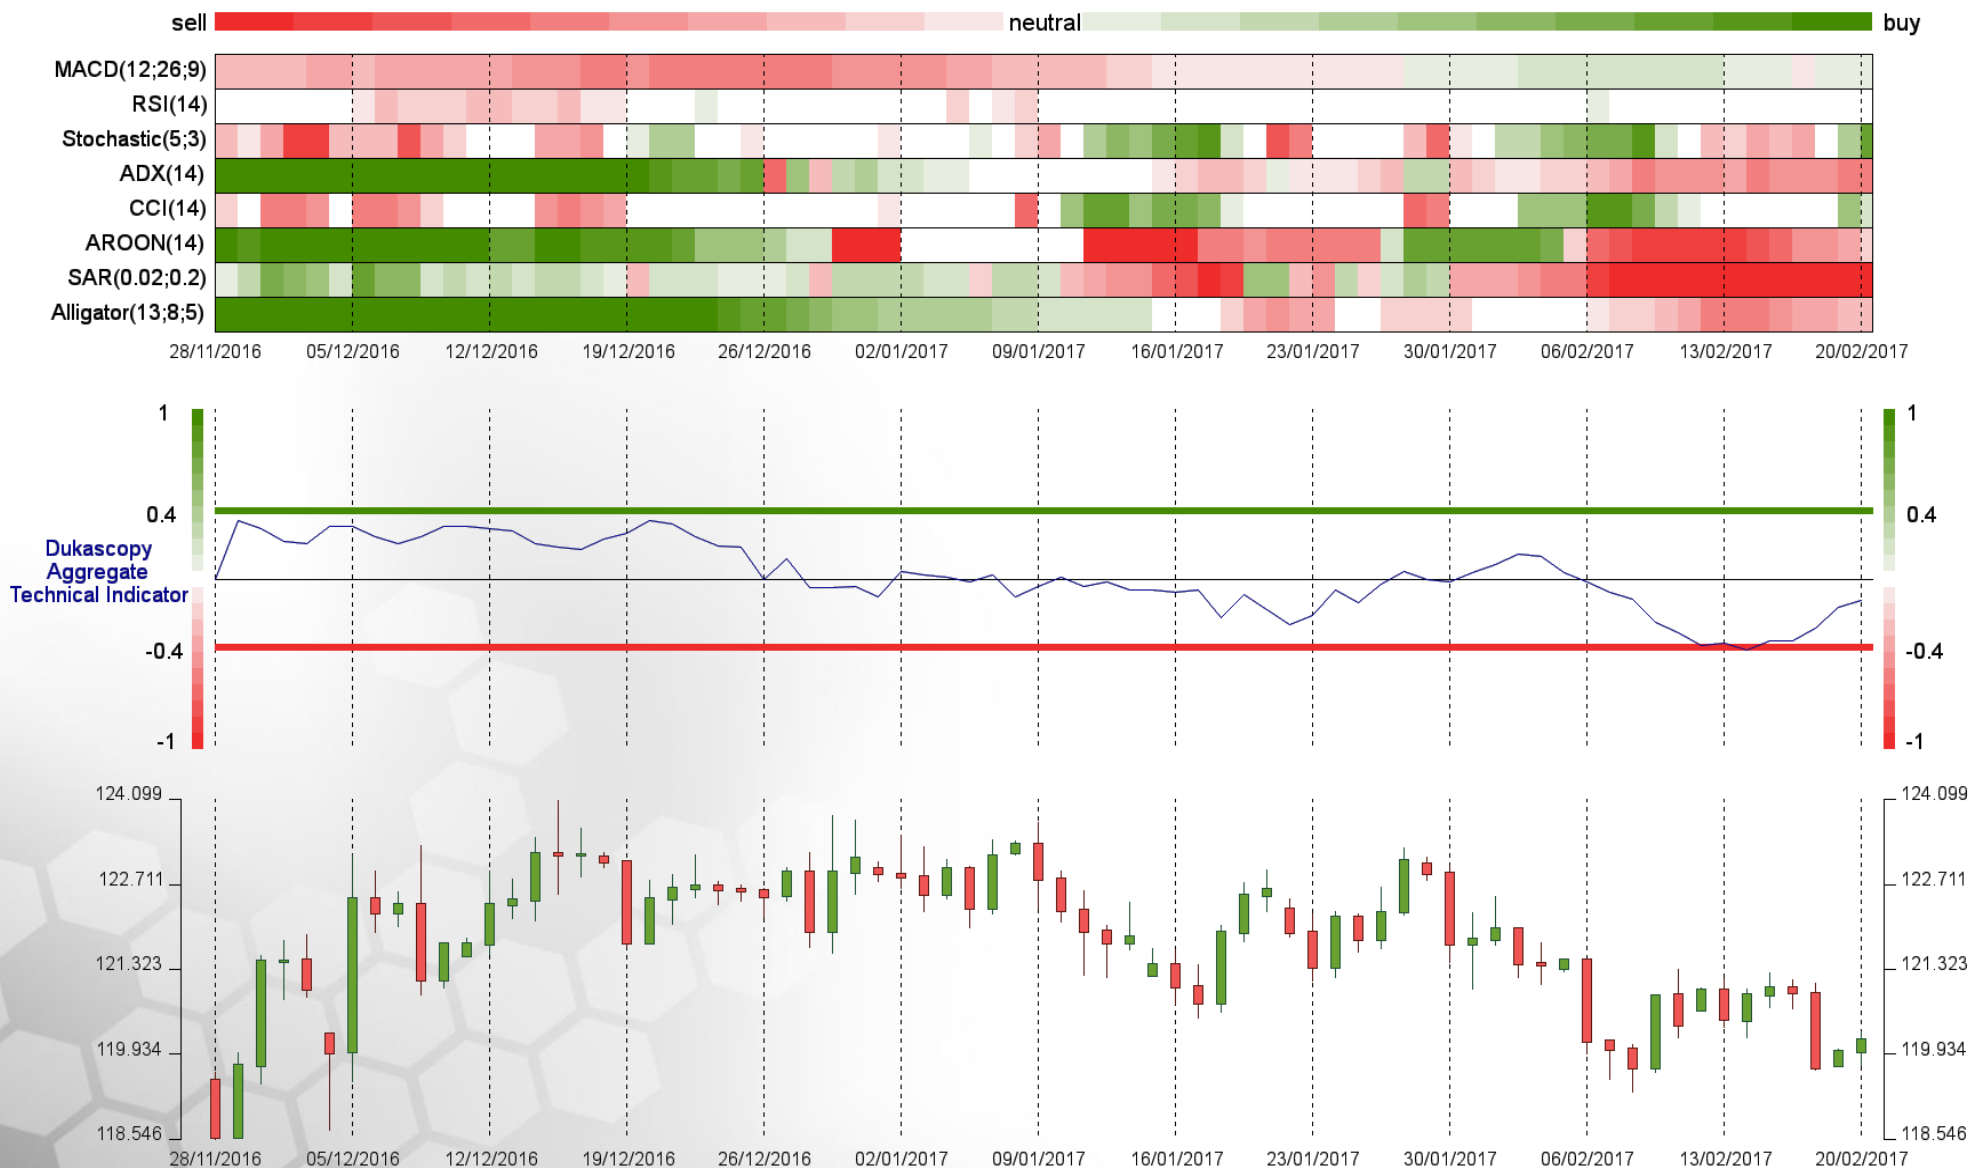 sell neutral buy
MACD(12;26;9)
RSI(14)
Stochastic(5;3)
ADX(14)
CCI(14)
AROON(14)
SAR(0.02;0.2)
Alligator(13;8;5)
28/11/2016 05/12/2016 12/12/2016 19/12/2016 26/12/2016 02/01/2017 09/01/2017 16/01/2017 23/01/2017 30/01/2017 06/02/2017 13/02/2017 20/02/2017
1 1
0.4 0.4
Dukascopy
Aggregate
Technical Indicator
-0.4 -0.4
-1 -1
124.099 124.099
122.711 122.711
121.323 121.323
119.934 119.934
118.546 118.546
28/11/2016 05/12/2016 12/12/2016 19/12/2016 26/12/2016 02/01/2017 09/01/2017 16/01/2017 23/01/2017 30/01/2017 06/02/2017 13/02/2017 20/02/2017